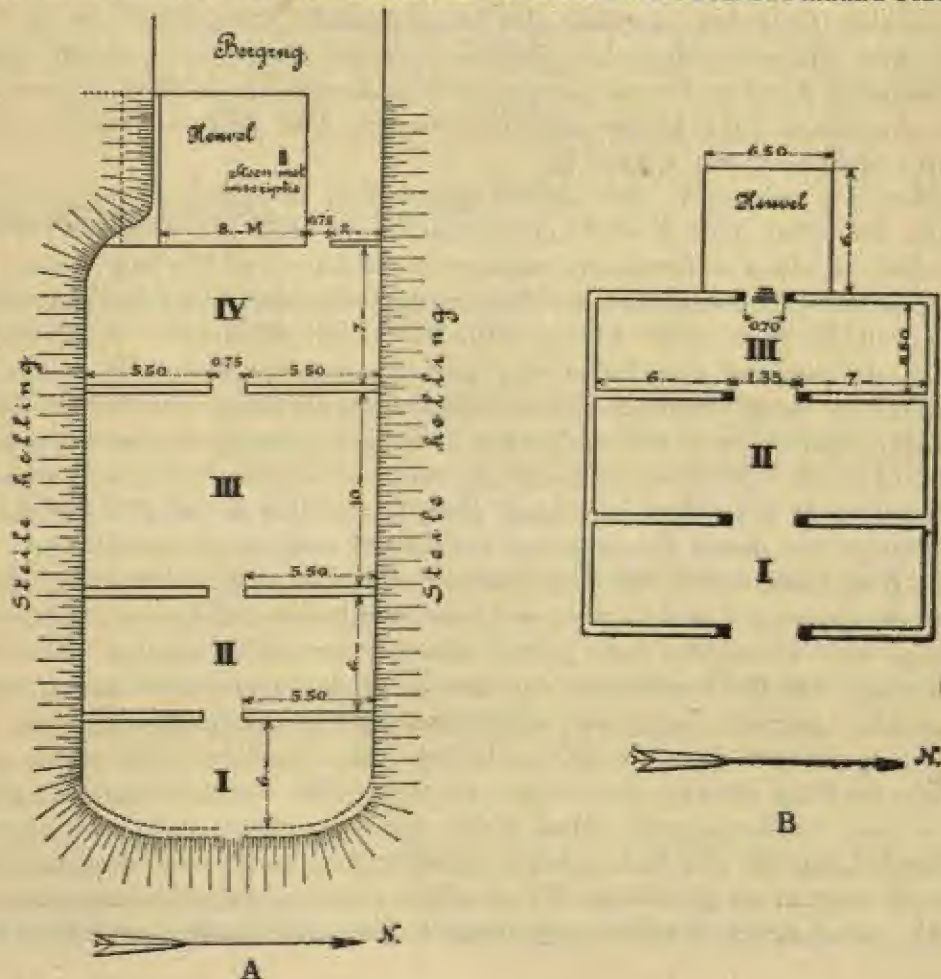 Bergrug.
Heuvel
Steen met
inscriptie
8.-M
0.75
2.
IV
7.
5.50
0.75
5.50
Steile helling
Steile helling
III
10.
5.50
II
6.
5.50
I
6.
N.
A
6.50
Heuvel
6.
0.70
III
6.
1.35
7.
II
I
N.
B